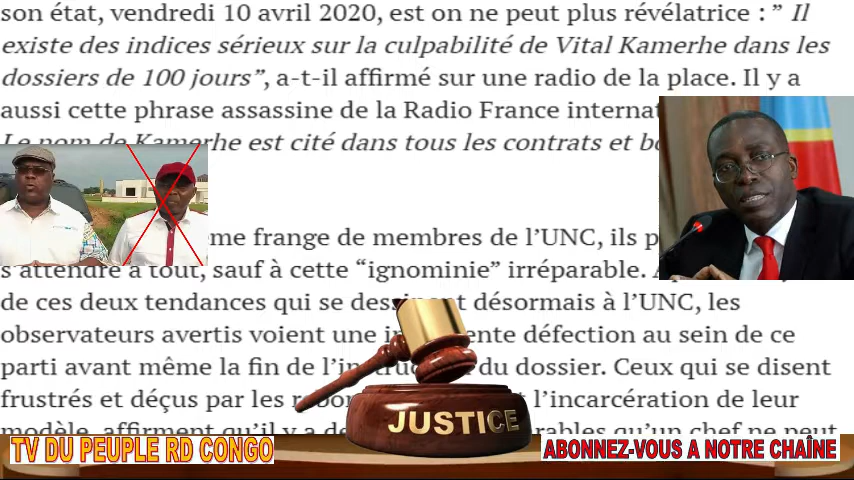 son état, vendredi 10 avril 2020, est on ne peut plus révélatrice : ” Il
existe des indices sérieux sur la culpabilité de Vital Kamerhe dans les
dossiers de 100 jours”, a-t-il affirmé sur une radio de la place. Il y a
aussi cette phrase assassine de la Radio France
Le nom de Kamerhe est cité dans tous les contrats et
me frange de membres de l’UNC, ils
s’attendre à tout, sauf à cette “ignominie” irréparable.
de ces deux tendances qui se dessinent désormais à l’UNC, les
observateurs avertis voient une défection au sein de ce
parti avant même la fin de du dossier. Ceux qui se disent
frustrés et déçus par les l’incarcération de leur
modèle, affirment qu’il y a qu’un chef ne peut
JUSTICE
TV DU PEUPLE RD CONGO
ABONNEZ-VOUS A NOTRE CHAÎNE